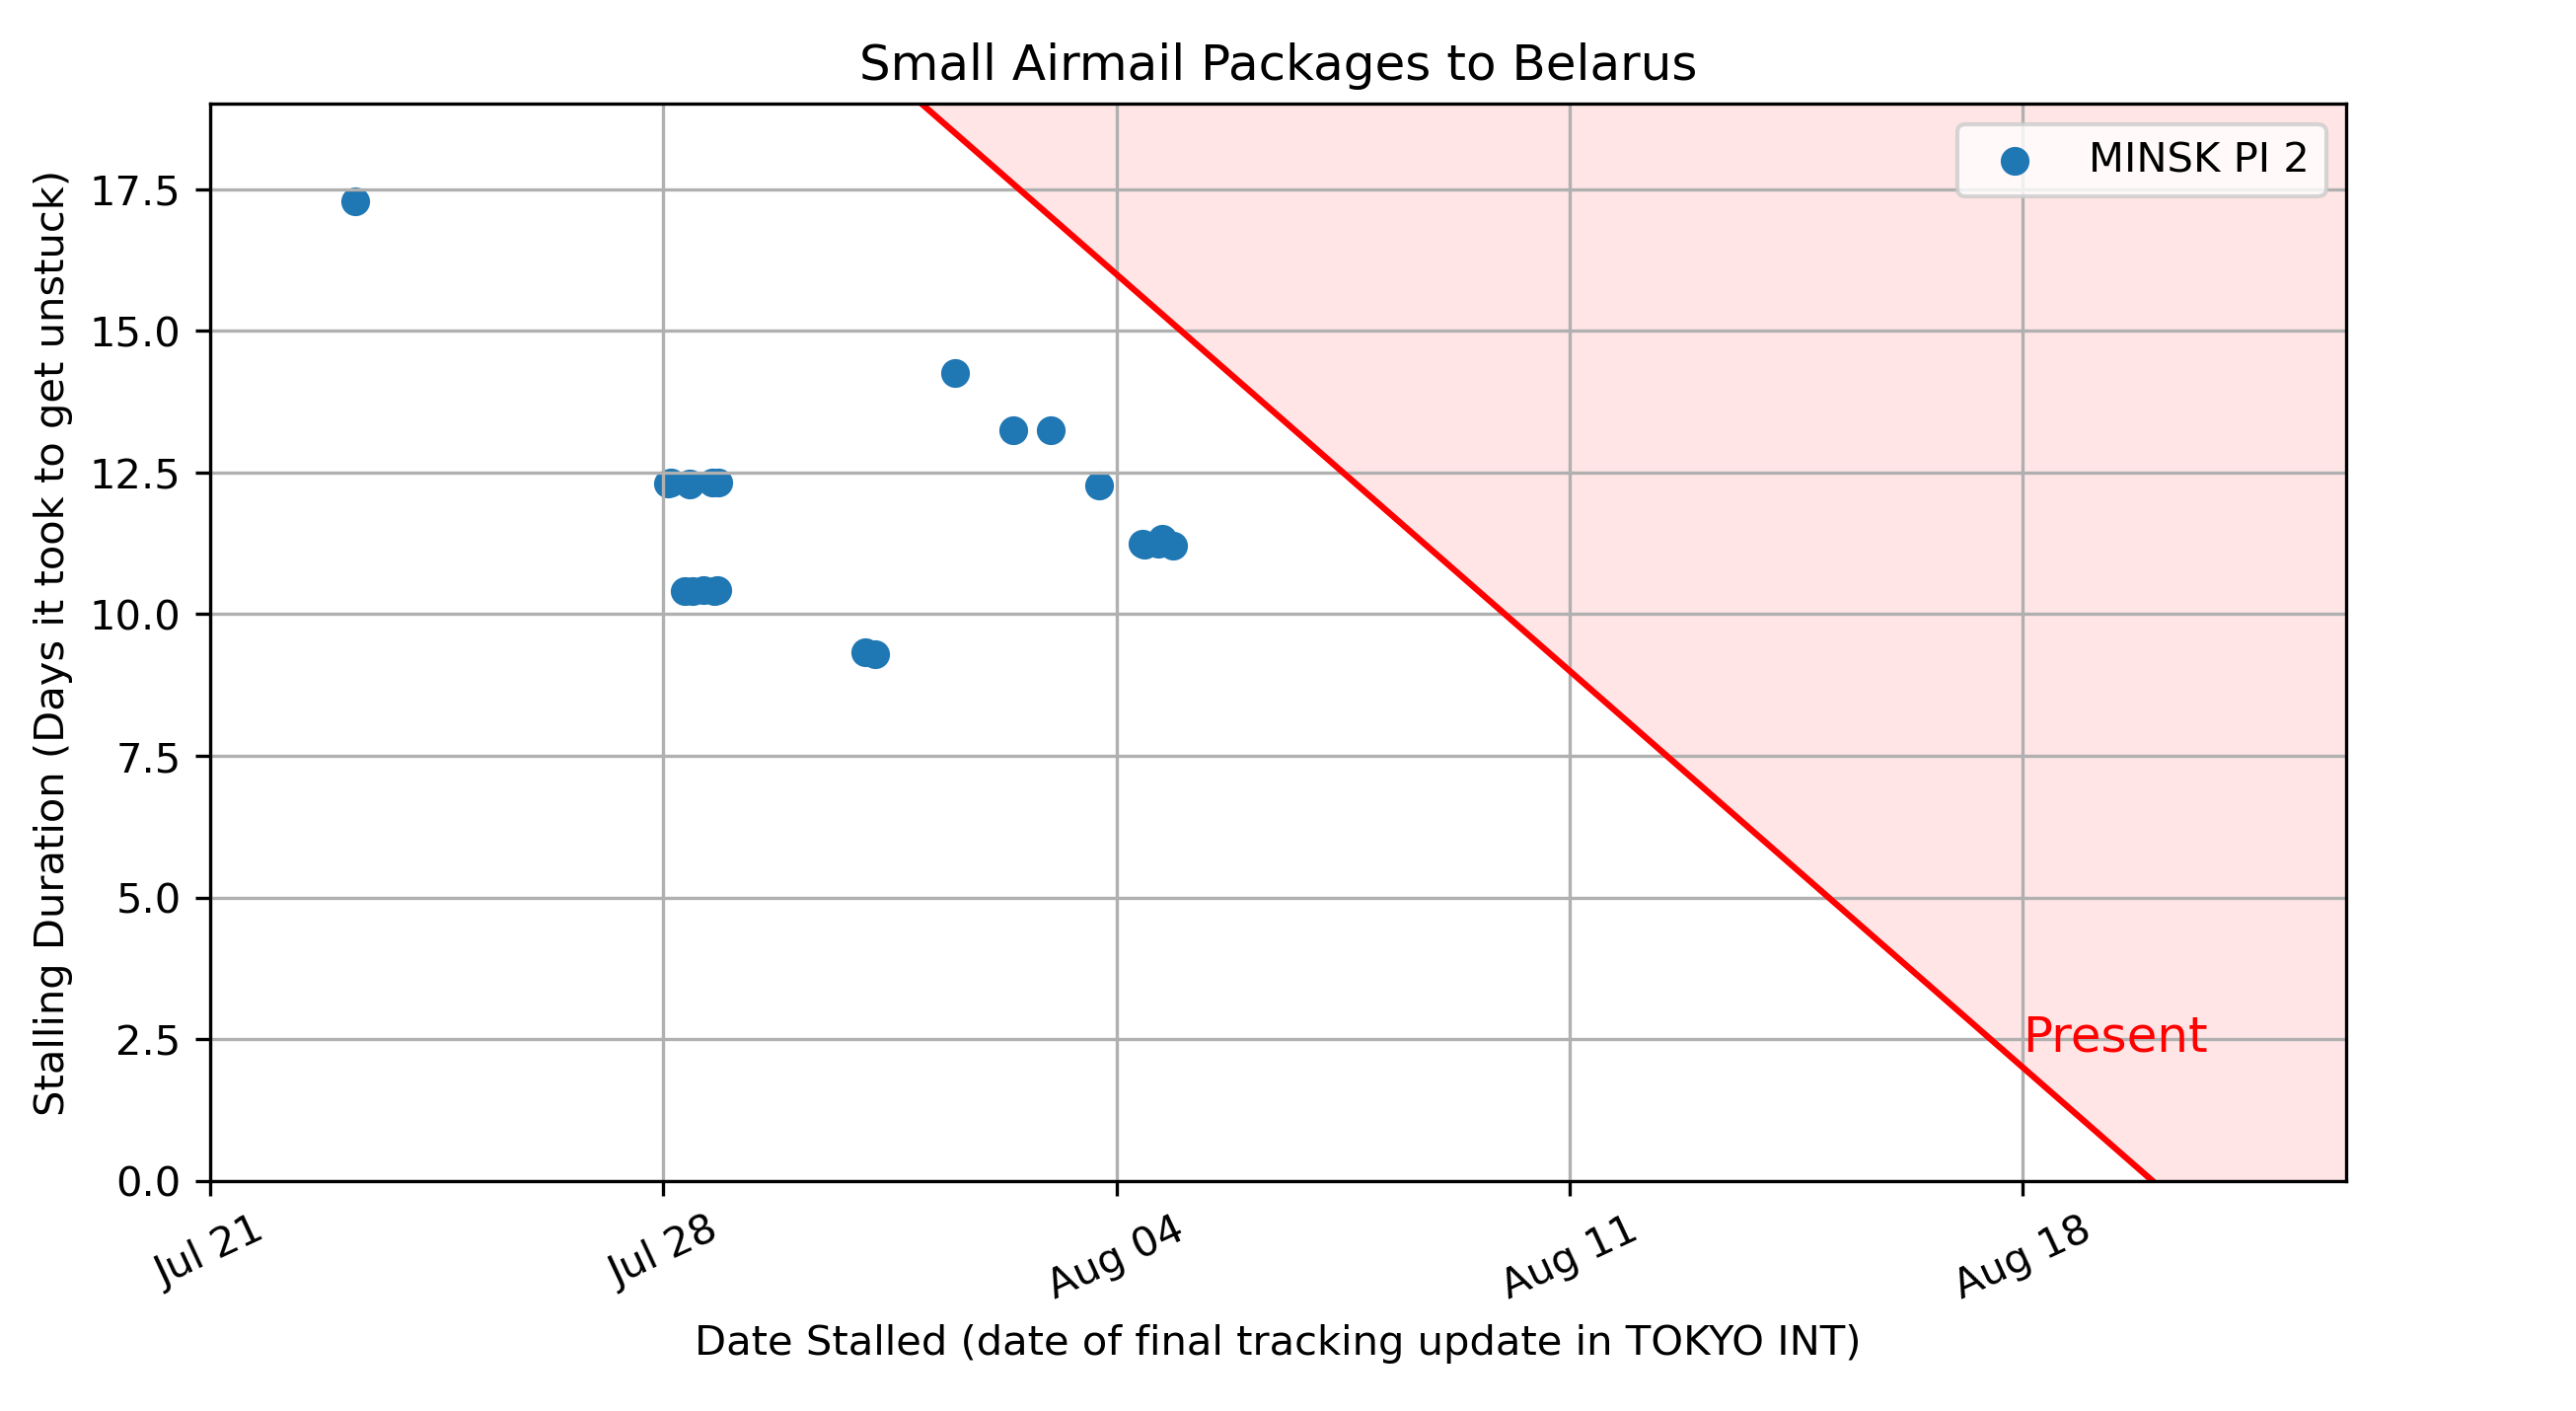 Small Airmail Packages to Belarus
MINSK PI 2
Stalling Duration (Days it took to get unstuck)
17.5
15.0
12.5
10.0
7.5
5.0
2.5
0.0
Present
Jul 21
Jul 28
Aug 04
Aug 11
Aug 18
Date Stalled (date of final tracking update in TOKYO INT)